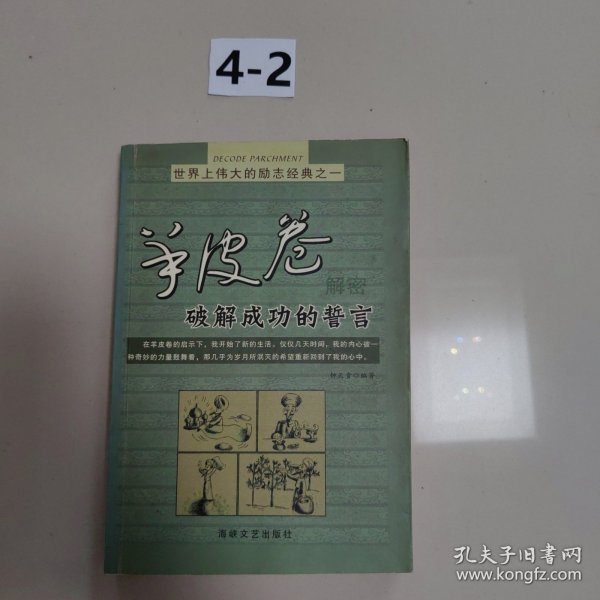 4-2
DECODE PARCHMENT
世界上伟大的励志经典之一
羊皮卷
解密
破解成功的誓言
在羊皮卷的启示下，我开始了新的生活。仅仅几天时间，我的内心被一
种奇妙的力量鼓舞着，那几乎为岁月所泯灭的希望重新回到了我的心中。
编著
海峡文艺出版社
孔夫子旧书网
www.kongfz.com